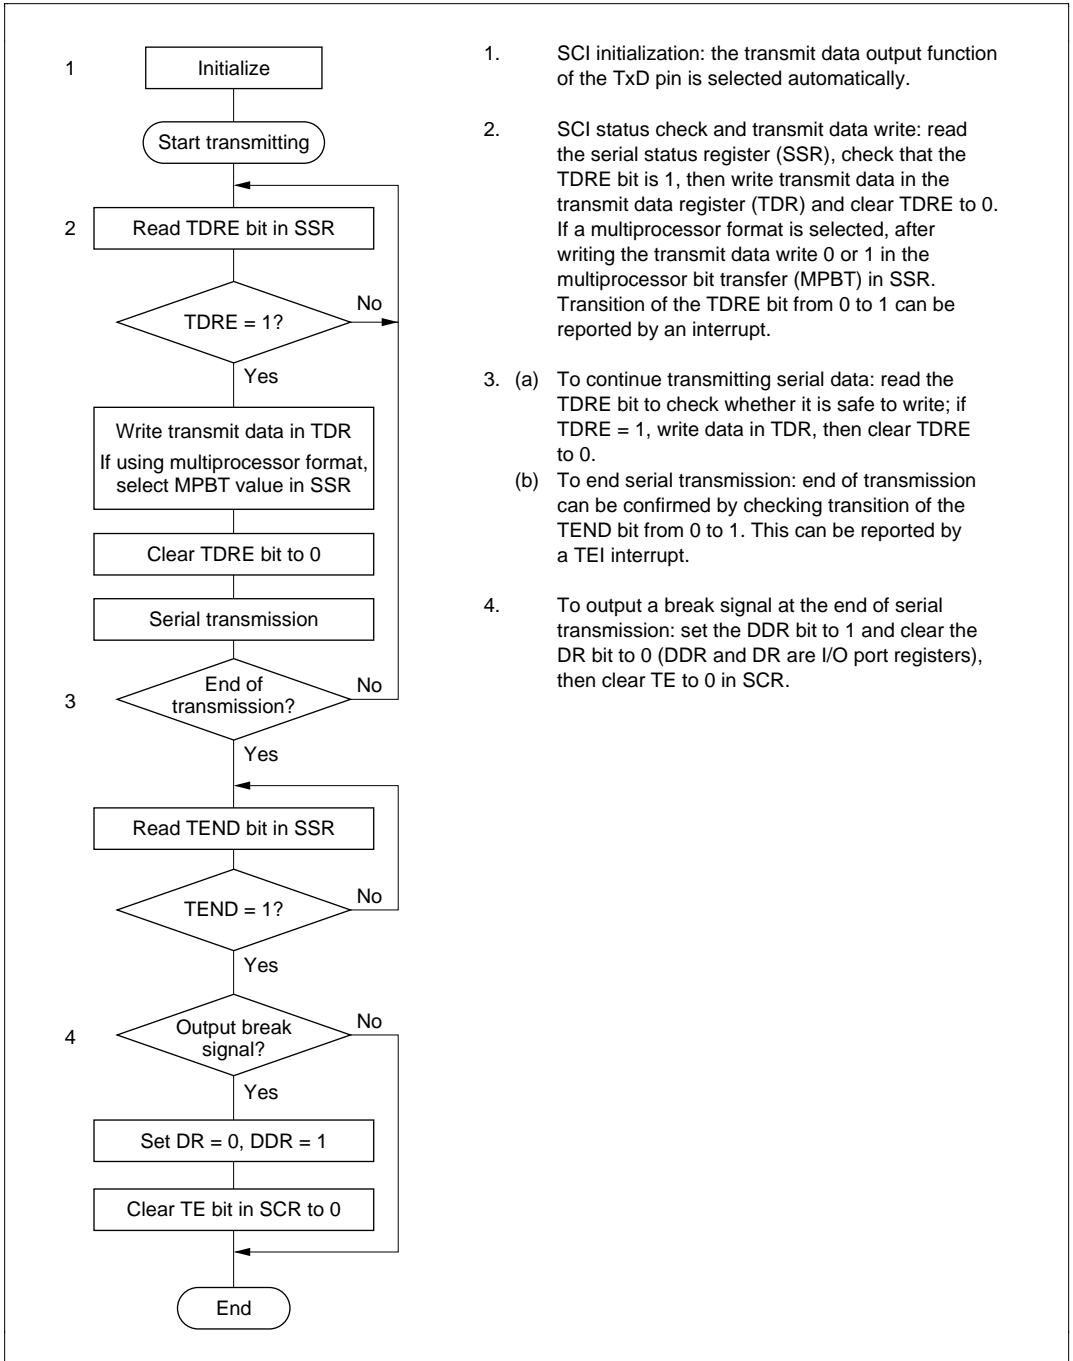 1
Initialize
Start transmitting
2
Read TDRE bit in SSR
No
TDRE = 1?
Yes
Write transmit data in TDR
If using multiprocessor format,
select MPBT value in SSR
Clear TDRE bit to 0
Serial transmission
3
End of
transmission?
No
Yes
Read TEND bit in SSR
TEND = 1?
No
Yes
4
Output break
signal?
No
Yes
Set DR = 0, DDR = 1
Clear TE bit in SCR to 0
End
1. SCI initialization: the transmit data output function
of the TxD pin is selected automatically.
2. SCI status check and transmit data write: read
the serial status register (SSR), check that the
TDRE bit is 1, then write transmit data in the
transmit data register (TDR) and clear TDRE to 0.
If a multiprocessor format is selected, after
writing the transmit data write 0 or 1 in the
multiprocessor bit transfer (MPBT) in SSR.
Transition of the TDRE bit from 0 to 1 can be
reported by an interrupt.
3. (a) To continue transmitting serial data: read the
TDRE bit to check whether it is safe to write; if
TDRE = 1, write data in TDR, then clear TDRE
to 0.
(b) To end serial transmission: end of transmission
can be confirmed by checking transition of the
TEND bit from 0 to 1. This can be reported by
a TEI interrupt.
4. To output a break signal at the end of serial
transmission: set the DDR bit to 1 and clear the
DR bit to 0 (DDR and DR are I/O port registers),
then clear TE to 0 in SCR.